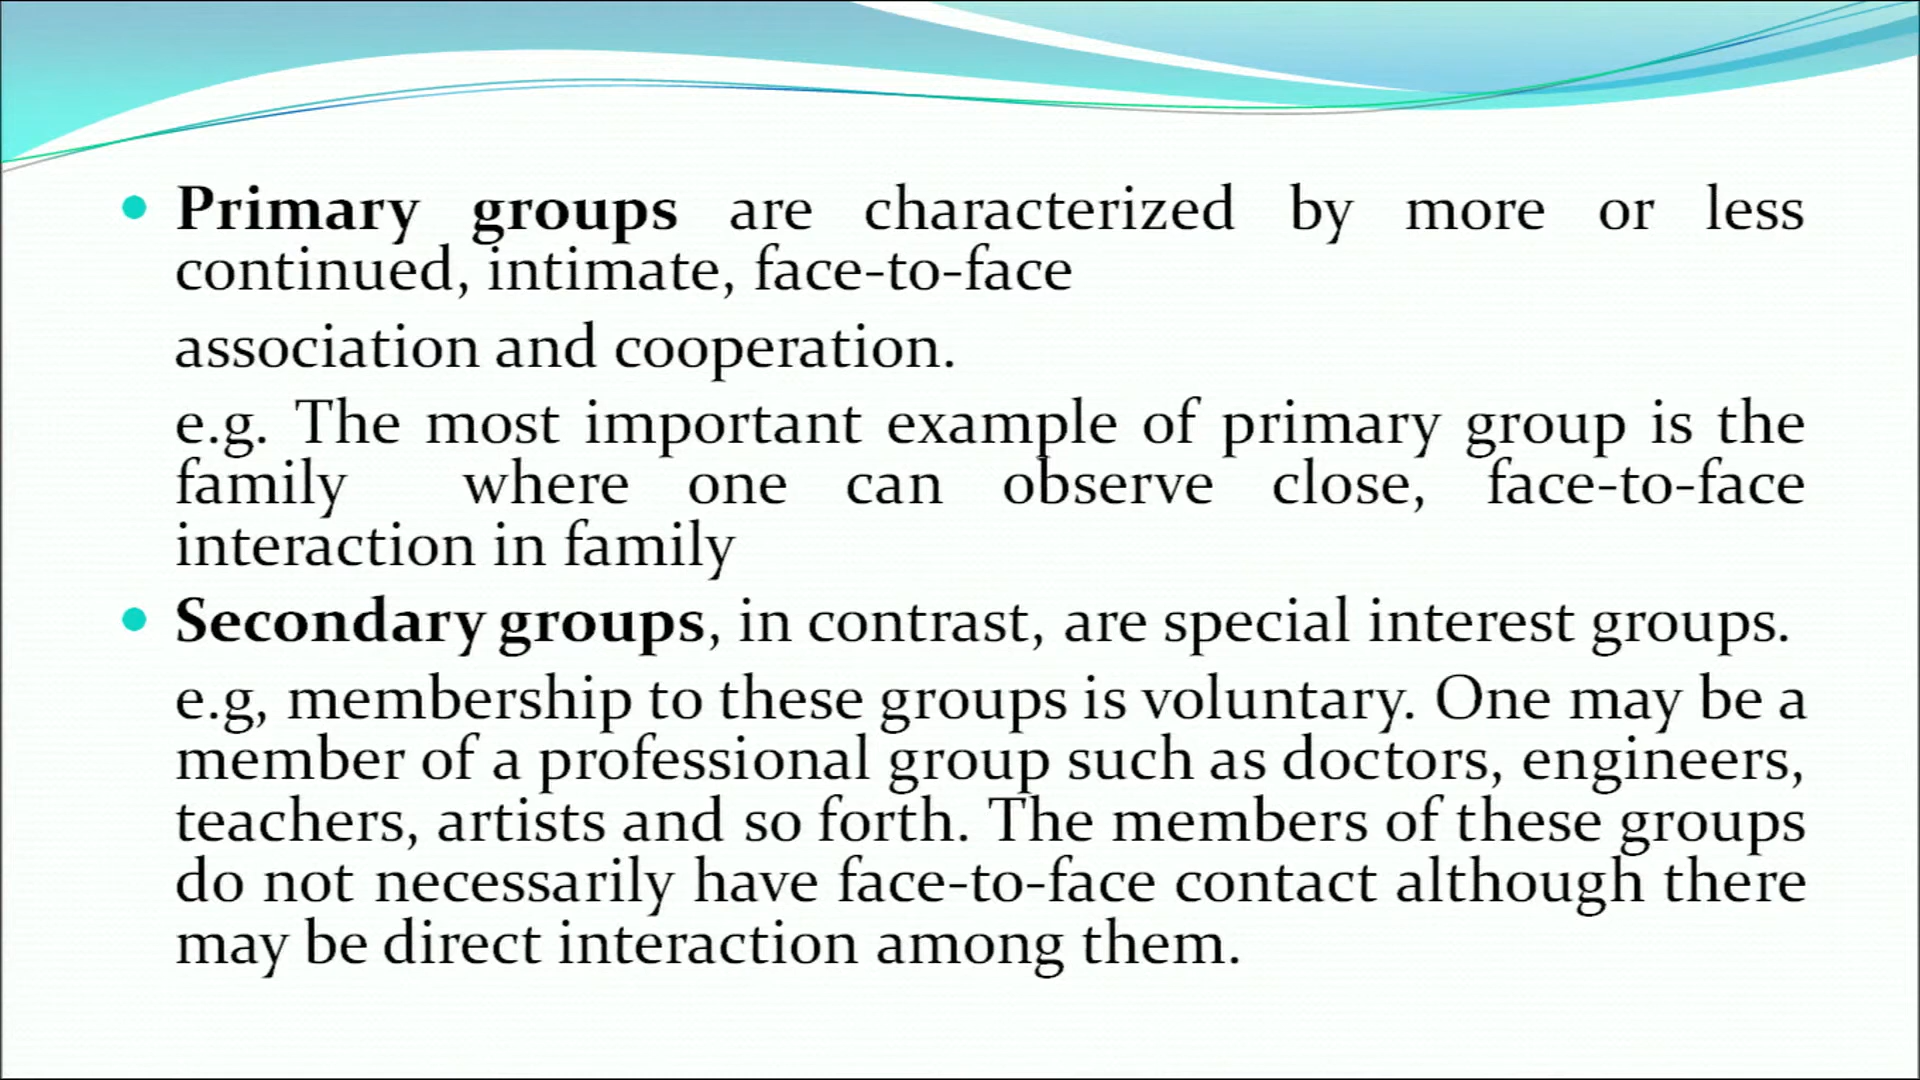 Primary groups are characterized by more or less
continued, intimate, face-to-face
association and cooperation.
e.g. The most important example of primary group is the
family where one can observe close, face-to-face
interaction in family
Secondary groups, in contrast, are special interest groups.
e.g, membership to these groups is voluntary. One may be a
member of a professional group such as doctors, engineers,
teachers, artists and so forth. The members of these groups
do not necessarily have face-to-face contact although there
may be direct interaction among them.